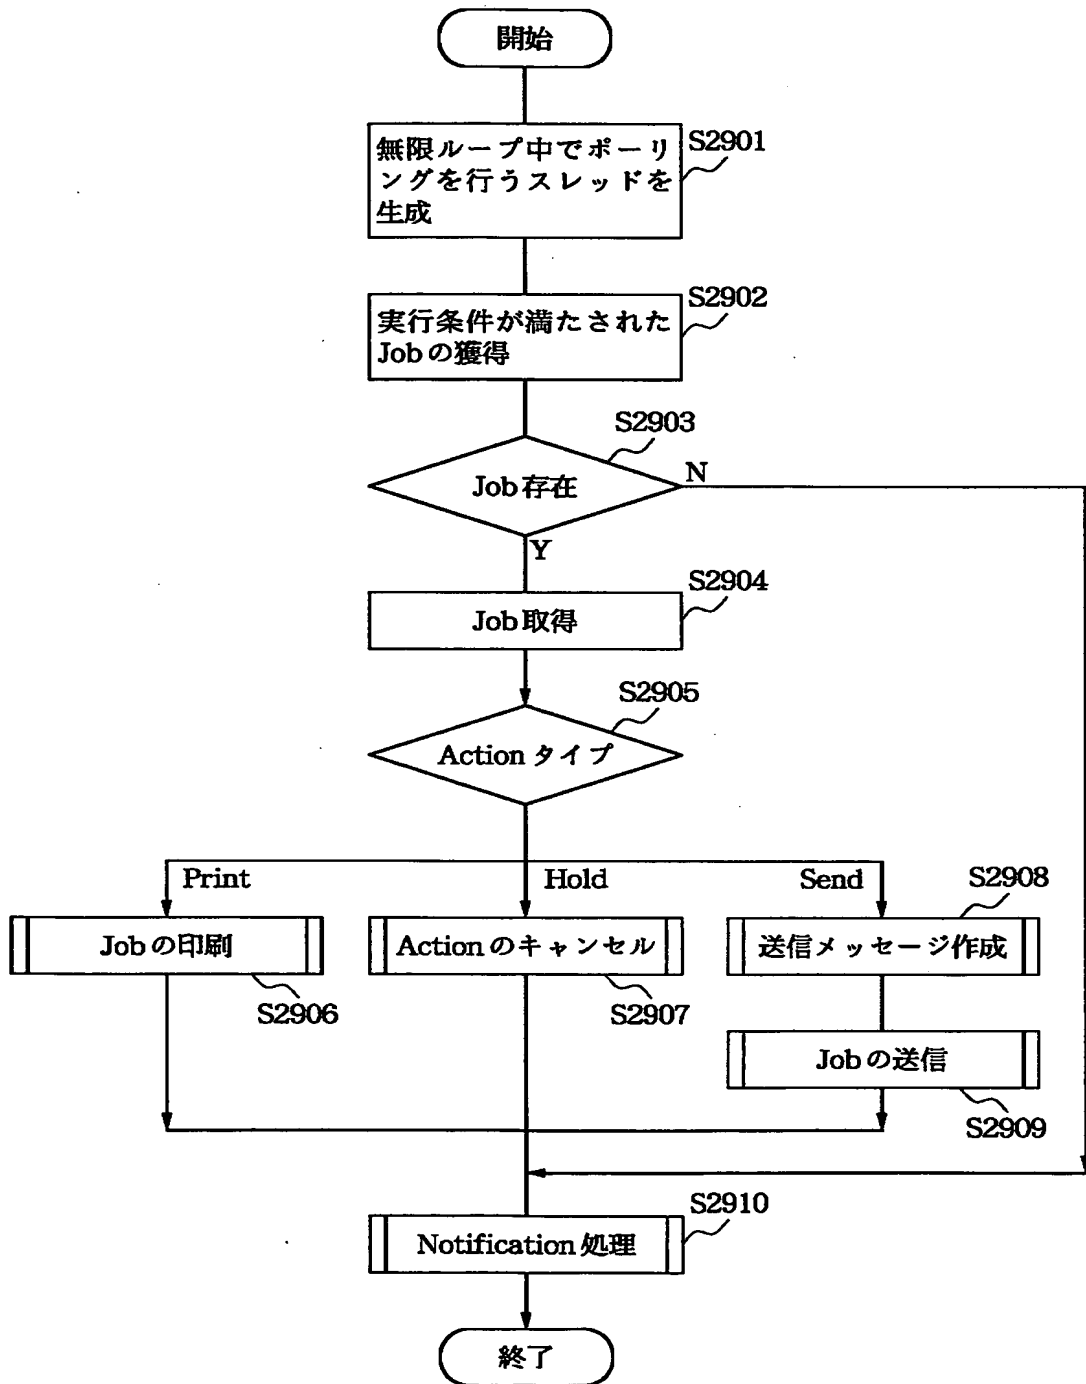 開始
S2901
無限ループ中でポーリ
ングを行うスレッドを
生成
S2902
実行条件が満たされた
Jobの獲得
S2903
Job存在
N
Y
S2904
Job取得
S2905
Actionタイプ
Print
Hold
Send
S2908
Jobの印刷
Actionのキャンセル
送信メッセージ作成
S2906
S2907
Jobの送信
S2909
S2910
Notification処理
終了